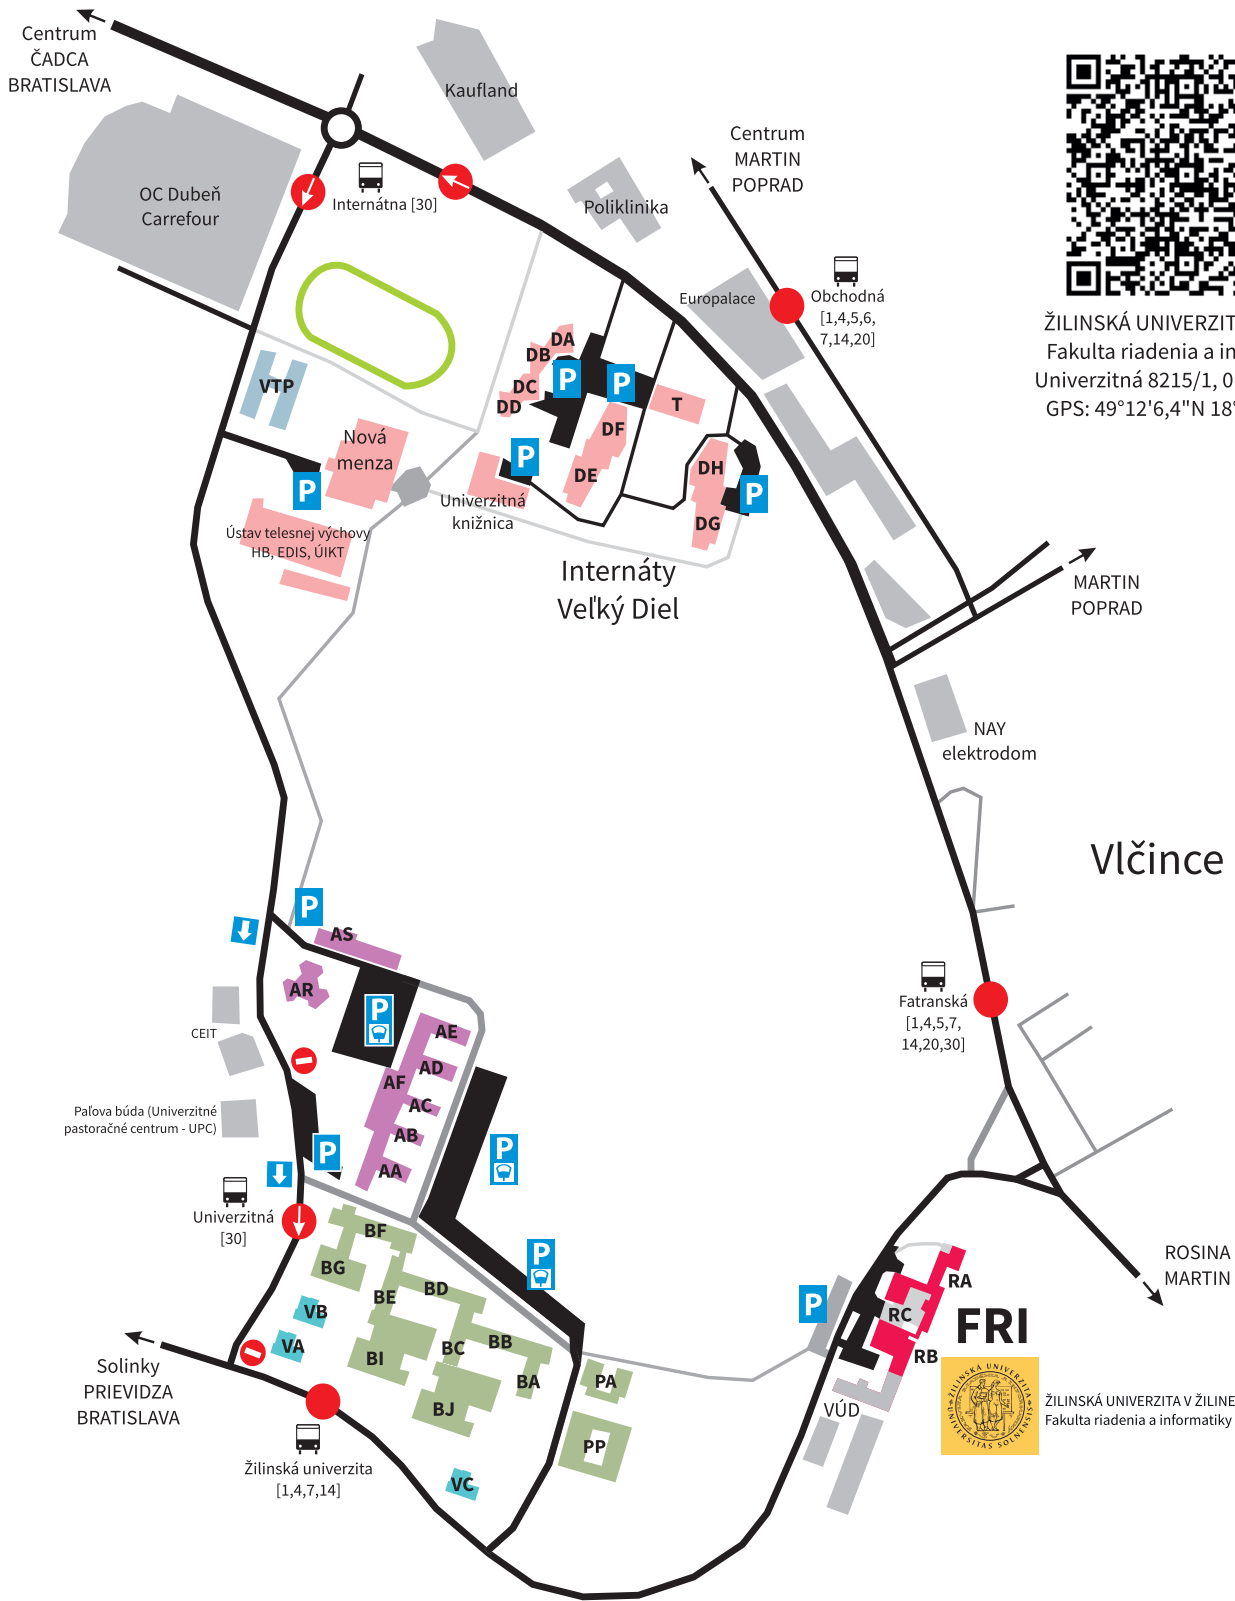 Centrum
ČADCA
BRATISLAVA
Kaufland
Centrum
MARTIN
POPRAD
OC Dubeň
Carrefour
Internátna [30]
Poliklinika
Europalace
Obchodná
[1,4,5,6,
7,14,20]
ŽILINSKÁ UNIVERZIT
Fakulta riadenia a in
Univerzitná 8215/1, 0
GPS: 49°12'6,4"N 18°
DA
DB
DC
DD
P
P
T
VTP
DF
DE
Nová
menza
P
P
DH
P
DG
Univerzitná
knižnica
Ústav telesnej výchovy
HB, EDIS, ÚIKT
Internáty
Veľký Diel
MARTIN
POPRAD
NAY
elektrodom
Vlčince
P
AS
AR
P
CEIT
AE
AD
AF
AC
AB
AA
Fatranská
[1,4,5,7,
14,20,30]
Paľova búda (Univerzitné
pastoračné centrum - UPC)
P
P
Univerzitná
[30]
BF
BG
BE
BD
P
VB
VA
BI
BC
BB
BA
BJ
PA
PP
VC
P
RA
RC
RB
FRI
ROSINA
MARTIN
Solinky
PRIEVIDZA
BRATISLAVA
VÚD
ŽILINSKÁ UNIVERZITA
UNIVERSITAS SOLNENSIS
ŽILINSKÁ UNIVERZITA V ŽILINE
Fakulta riadenia a informatiky
Žilinská univerzita
[1,4,7,14]